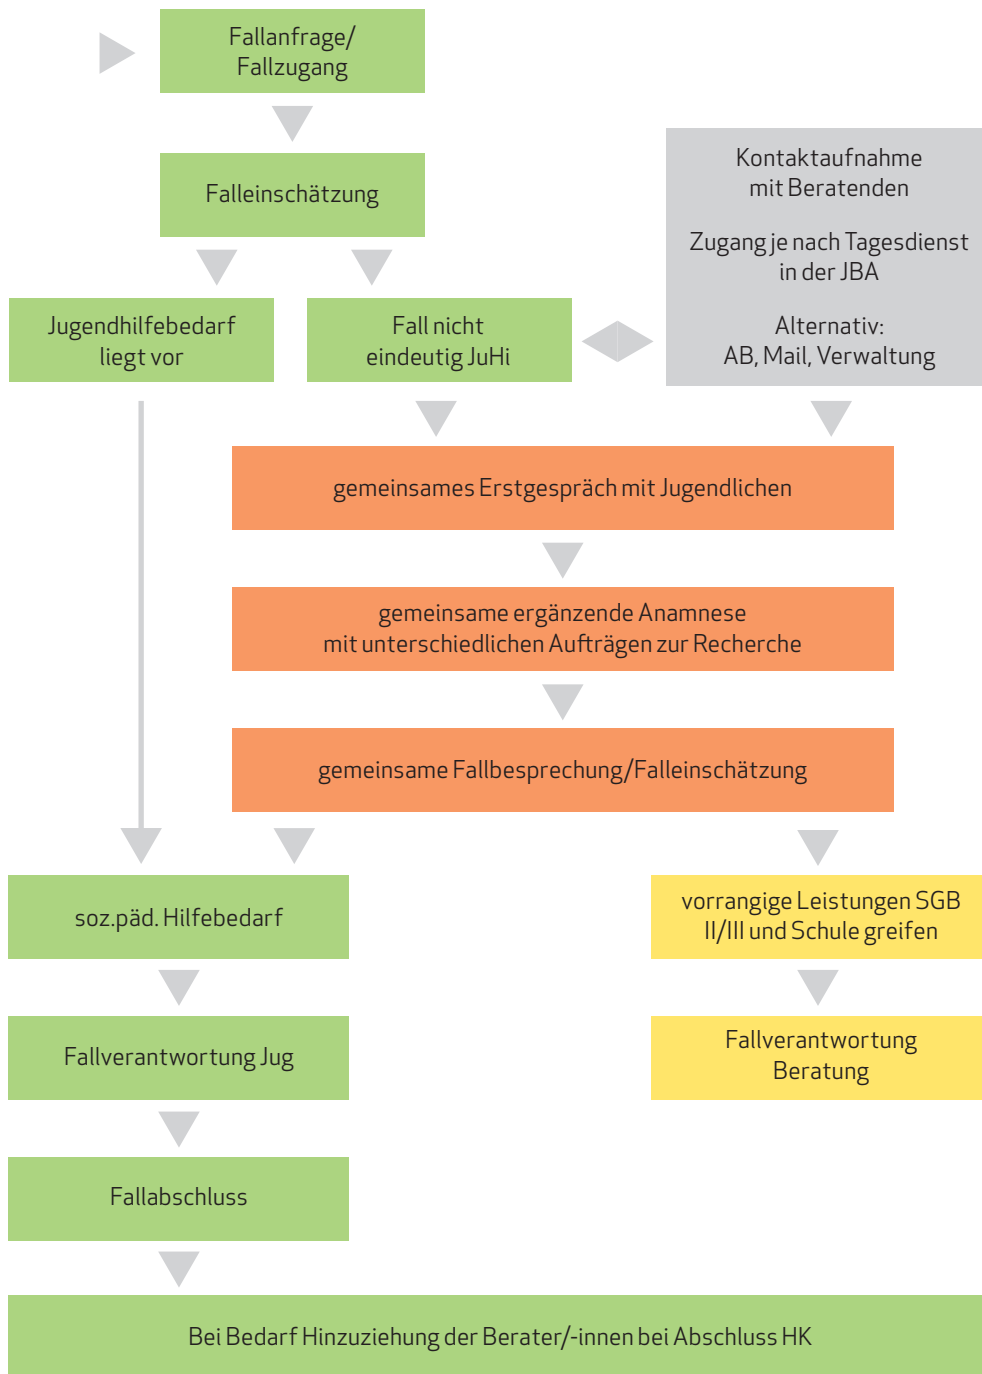 Fallanfrage/
Fallzugang
Falleinschätzung
Kontaktaufnahme
mit Beratenden
Zugang je nach Tagesdienst
in der JBA
Alternativ:
AB, Mail, Verwaltung
Jugendhilfebedarf
liegt vor
Fall nicht
eindeutig JuHi
gemeinsames Erstgespräch mit Jugendlichen
gemeinsame ergänzende Anamnese
mit unterschiedlichen Aufträgen zur Recherche
gemeinsame Fallbesprechung/Falleinschätzung
soz.päd. Hilfebedarf
vorrangige Leistungen SGB
II/III und Schule greifen
Fallverantwortung Jug
Fallverantwortung
Beratung
Fallabschluss
Bei Bedarf Hinzuziehung der Berater/-innen bei Abschluss HK